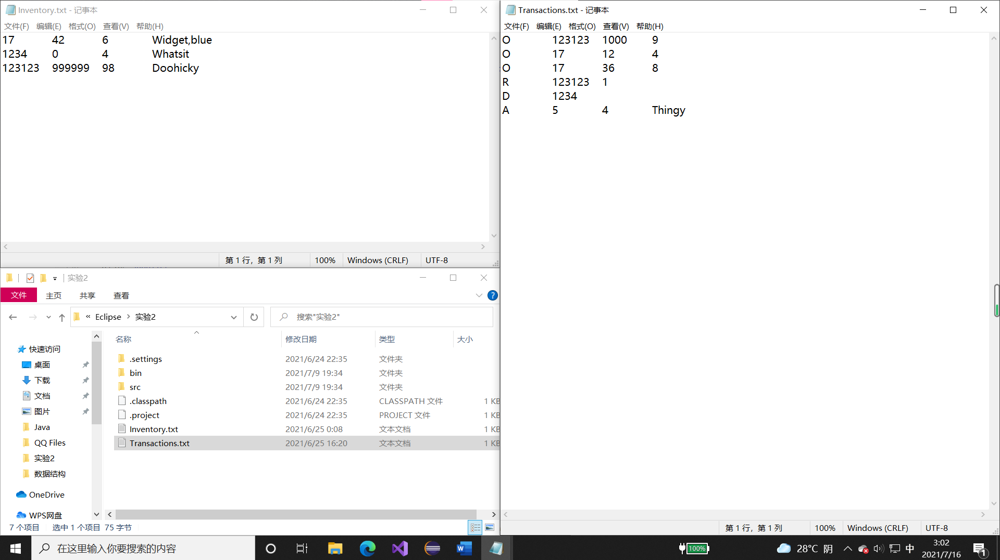 Inventory.txt - 记事本
文件(F) 编辑(E) 格式(O) 查看(V) 帮助(H)
17 42 6 Widget,blue
1234 0 4 Whatsit
123123 999999 98 Doohicky
第 1 行，第 1 列 100% Windows (CRLF) UTF-8
Transactions.txt - 记事本
文件(F) 编辑(E) 格式(O) 查看(V) 帮助(H)
O 123123 1000 9
O 17 12 4
O 17 36 8
R 123123 1
D 1234
A 5 4 Thingy
第 1 行，第 1 列 100% Windows (CRLF) UTF-8
实验2
文件 主页 共享 查看
« Eclipse › 实验2 搜索"实验2"
快速访问
桌面
下载
文档
图片
Java
QQ Files
实验2
数据结构
OneDrive
WPS网盘
名称 修改日期 类型 大小
.settings 2021/6/24 22:35 文件夹
bin 2021/7/9 19:34 文件夹
src 2021/7/9 19:34 文件夹
.classpath 2021/6/24 22:35 CLASSPATH 文件 1 KB
.project 2021/6/24 22:35 PROJECT 文件 1 KB
Inventory.txt 2021/6/25 0:08 文本文档 1 KB
Transactions.txt 2021/6/25 16:20 文本文档 1 KB
7 个项目 选中 1 个项目 75 字节
在这里输入你要搜索的内容
100%
28°C 阴
中
3:02
2021/7/16
1